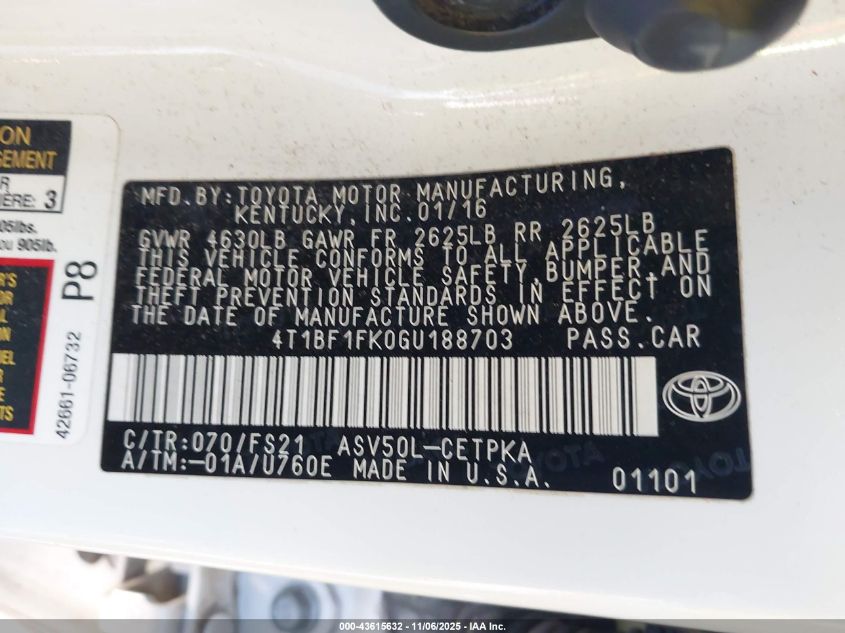 ON
GEMENT
R
IERE: 3
905lbs.
ou 905lb.
P8
42661-06732
MFD.BY:TOYOTA MOTOR MANUFACTURING,
KENTUCKY, INC.01/16
GVWR 4630LB GAWR FR 2625LB RR 2625LB
THIS VEHICLE CONFORMS TO ALL APPLICABLE
FEDERAL MOTOR VEHICLE SAFETY, BUMPER,AND
THEFT PREVENTION STANDARDS IN EFFECT ON
THE DATE OF MANUFACTURE SHOWN ABOVE.
4T1BF1FK0GU188703 PASS.CAR
C/TR:070/FS21 ASV50L-CETPKA
A/TM:-01A/U760E MADE IN U.S.A. 01101
000-43615632 - 11/06/2025 - IAA, Inc.